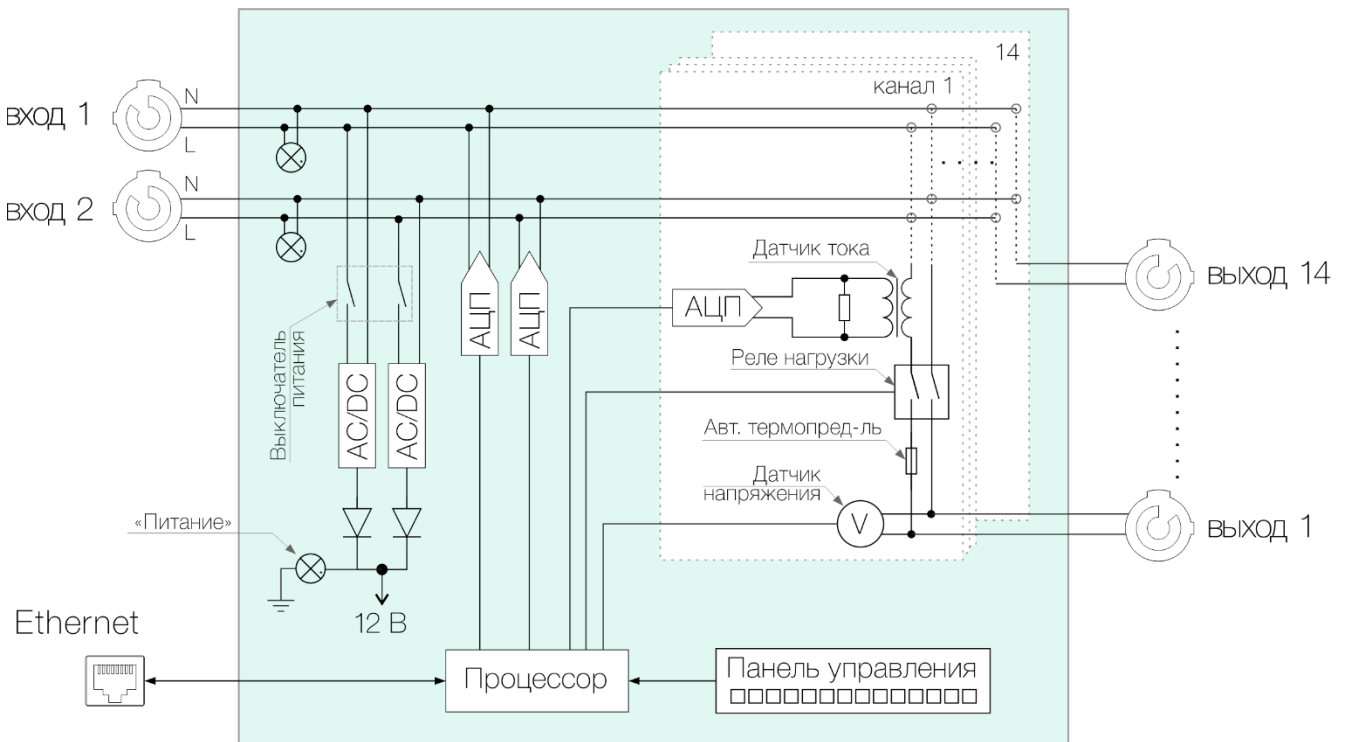 14
канал 1
N
вход 1
L
N
вход 2
L
Датчик тока
выход 14
АЦП
АЦП
АЦП
Выключатель
питания
Реле нагрузки
AC/DC
AC/DC
Авт. термопред-ль
Датчик
напряжения
V
«Питание»
выход 1
12 В
Ethernet
Процессор
Панель управления